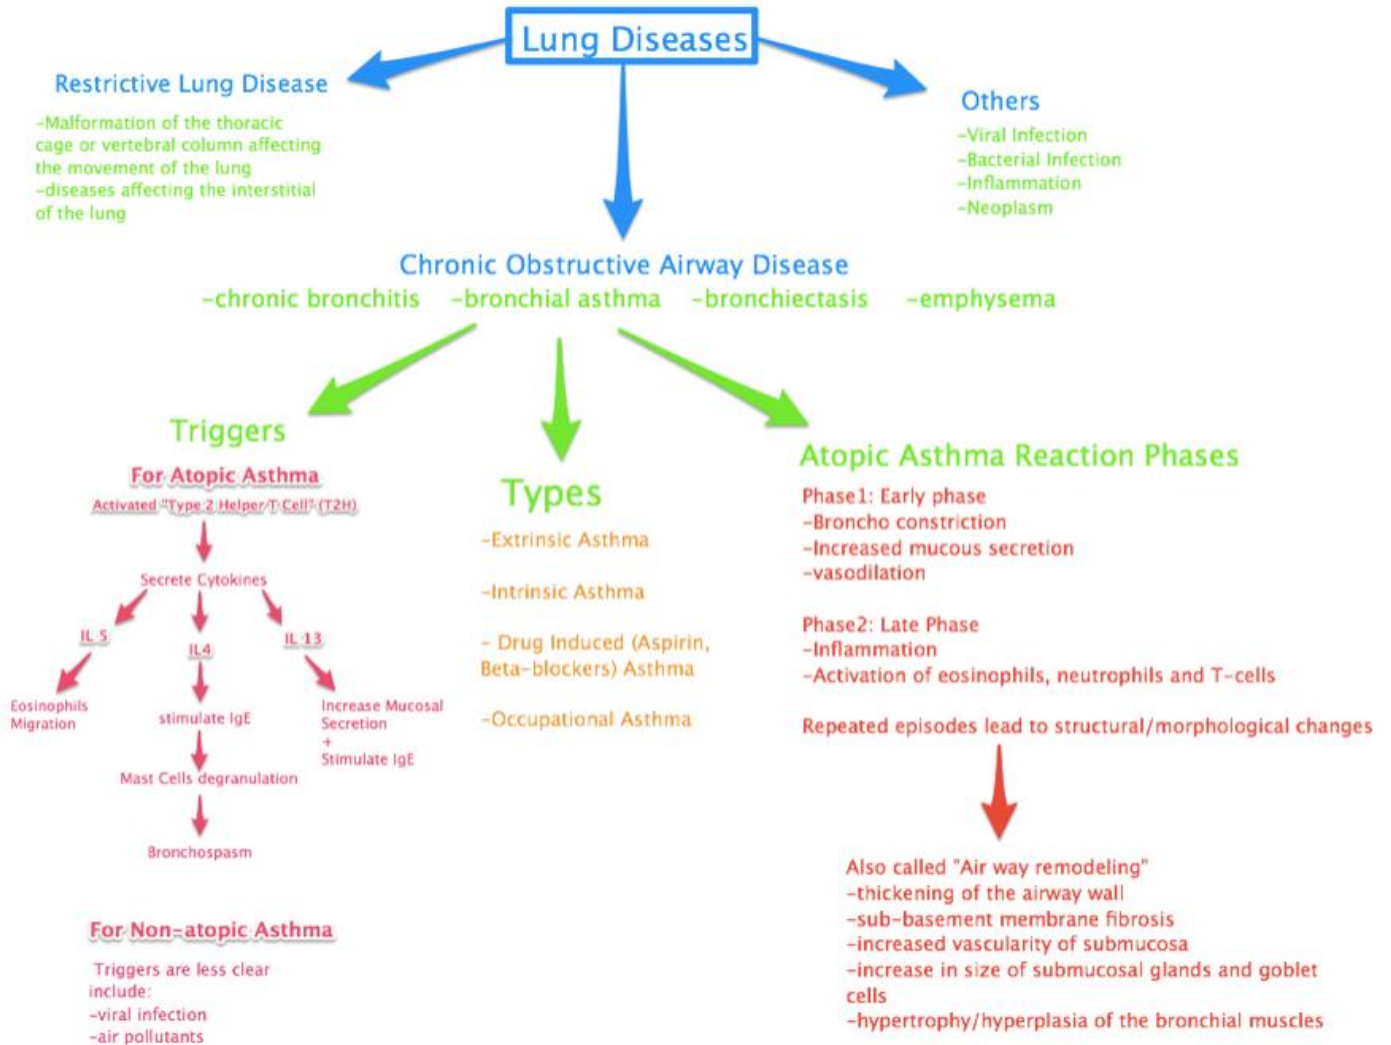 Lung Diseases
Restrictive Lung Disease
-Malformation of the thoracic
cage or vertebral column affecting
the movement of the lung
-diseases affecting the interstitial
of the lung
Others
-Viral Infection
-Bacterial Infection
-Inflammation
-Neoplasm
Chronic Obstructive Airway Disease
-chronic bronchitis -bronchial asthma -bronchiectasis -emphysema
Triggers
For Atopic Asthma
Activated "Type 2 Helper T Cell" (T2H)
Secrete Cytokines
IL 5
IL4
IL 13
Eosinophils
Migration
stimulate IgE
Increase Mucosal
Secretion
+
Stimulate IgE
Mast Cells degranulation
Bronchospasm
For Non-atopic Asthma
Triggers are less clear
include:
-viral infection
-air pollutants
Types
-Extrinsic Asthma
-Intrinsic Asthma
- Drug Induced (Aspirin,
Beta-blockers) Asthma
-Occupational Asthma
Atopic Asthma Reaction Phases
Phase1: Early phase
-Broncho constriction
-Increased mucous secretion
-vasodilation
Phase2: Late Phase
-Inflammation
-Activation of eosinophils, neutrophils and T-cells
Repeated episodes lead to structural/morphological changes
Also called "Air way remodeling"
-thickening of the airway wall
-sub-basement membrane fibrosis
-increased vascularity of submucosa
-increase in size of submucosal glands and goblet
cells
-hypertrophy/hyperplasia of the bronchial muscles